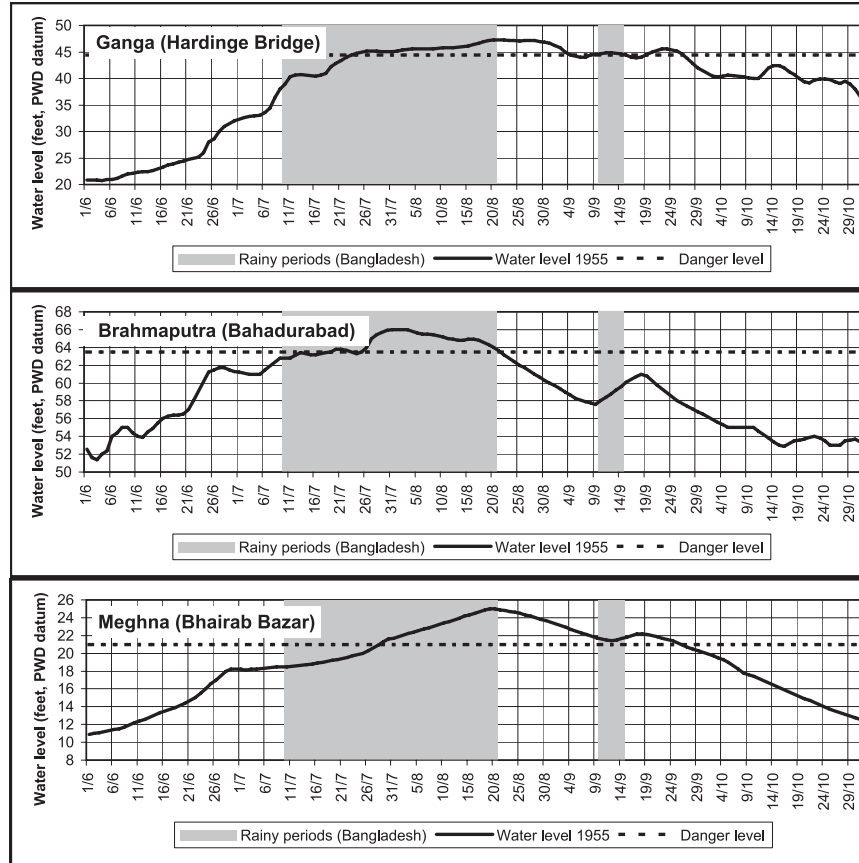 Water level (feet, PWD datum)
Ganga (Hardinge Bridge)
50
45
40
35
30
25
20
1/6 6/6 11/6 16/6 21/6 26/6 1/7 6/7 11/7 16/7 21/7 26/7 31/7 5/8 10/8 15/8 20/8 25/8 30/8 4/9 9/9 14/9 19/9 24/9 29/9 4/10 9/10 14/10 19/10 24/10 29/10
Rainy periods (Bangladesh) Water level 1955 Danger level
Water level (feet, PWD datum)
Brahmaputra (Bahadurabad)
68
66
64
62
60
58
56
54
52
50
1/6 6/6 11/6 16/6 21/6 26/6 1/7 6/7 11/7 16/7 21/7 26/7 31/7 5/8 10/8 15/8 20/8 25/8 30/8 4/9 9/9 14/9 19/9 24/9 29/9 4/10 9/10 14/10 19/10 24/10 29/10
Rainy periods (Bangladesh) Water level 1955 Danger level
Water level (feet, PWD datum)
Meghna (Bhairab Bazar)
26
24
22
20
18
16
14
12
10
8
1/6 6/6 11/6 16/6 21/6 26/6 1/7 6/7 11/7 16/7 21/7 26/7 31/7 5/8 10/8 15/8 20/8 25/8 30/8 4/9 9/9 14/9 19/9 24/9 29/9 4/10 9/10 14/10 19/10 24/10 29/10
Rainy periods (Bangladesh) Water level 1955 Danger level